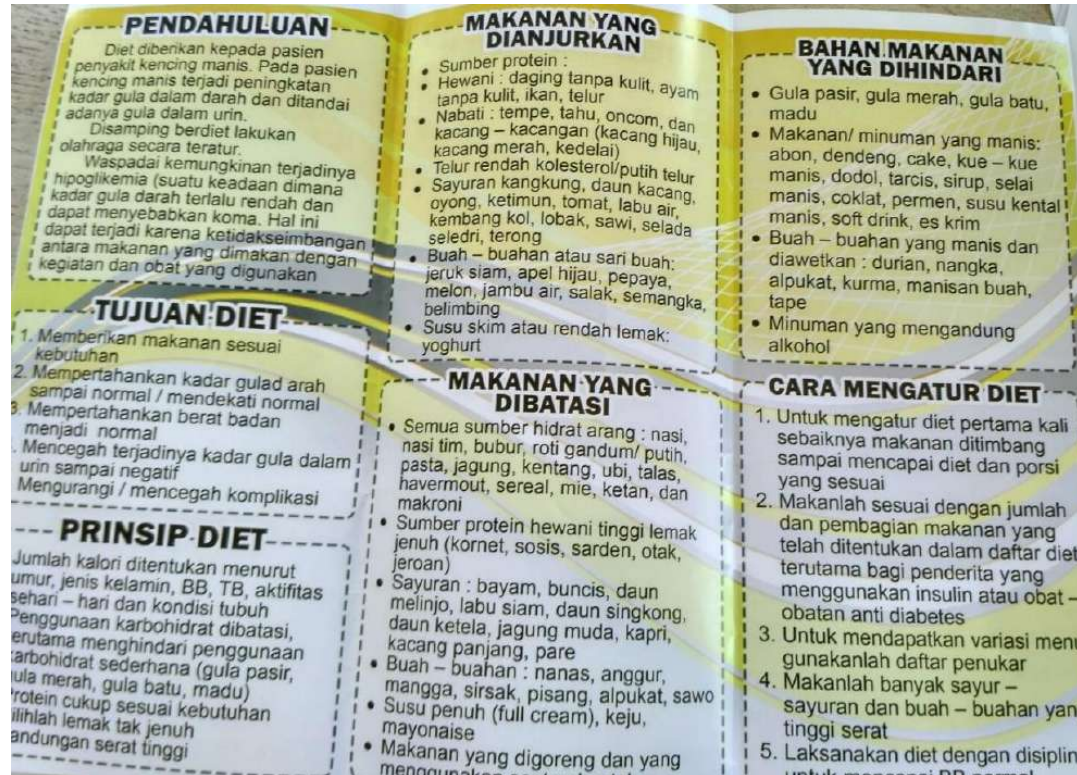 PENDAHULUAN
Diet diberikan kepada pasien
penyakit kencing manis. Pada pasien
kencing manis terjadi peningkatan
kadar gula dalam darah dan ditandai
adanya gula dalam urin.
Disamping berdiet lakukan
olahraga secara teratur.
Waspadai kemungkinan terjadinya
hipoglikemia (suatu keadaan dimana
kadar gula darah terlalu rendah dan
dapat menyebabkan koma. Hal ini
dapat terjadi karena ketidakseimbangan
antara makanan yang dimakan dengan
kegiatan dan obat yang digunakan
TUJUAN DIET
1. Memberikan makanan sesuai
kebutuhan
2. Mempertahankan kadar gulad arah
sampai normal / mendekati normal
3. Mempertahankan berat badan
menjadi normal
. Mencegah terjadinya kadar gula dalam
urin sampai negatif
Mengurangi / mencegah komplikasi
PRINSIP DIET
Jumlah kalori ditentukan menurut
umur, jenis kelamin, BB, TB, aktifitas
sehari – hari dan kondisi tubuh
Penggunaan karbohidrat dibatasi,
terutama menghindari penggunaan
karbohidrat sederhana (gula pasir,
gula merah, gula batu, madu)
Protein cukup sesuai kebutuhan
pilihlah lemak tak jenuh
kandungan serat tinggi
MAKANAN YANG
DIANJURKAN
• Sumber protein :
• Hewani : daging tanpa kulit, ayam
tanpa kulit, ikan, telur
• Nabati : tempe, tahu, oncom, dan
kacang – kacangan (kacang hijau,
kacang merah, kedelai)
• Telur rendah kolesterol/putih telur
• Sayuran kangkung, daun kacang,
oyong, ketimun, tomat, labu air,
kembang kol, lobak, sawi, selada
seledri, terong
• Buah – buahan atau sari buah:
jeruk siam, apel hijau, pepaya,
melon, jambu air, salak, semangka,
belimbing
• Susu skim atau rendah lemak:
yoghurt
MAKANAN YANG
DIBATASI
• Semua sumber hidrat arang : nasi,
nasi tim, bubur, roti gandum/ putih,
pasta, jagung, kentang, ubi, talas,
havermout, sereal, mie, ketan, dan
makroni
• Sumber protein hewani tinggi lemak
jenuh (kornet, sosis, sarden, otak,
jeroan)
• Sayuran : bayam, buncis, daun
melinjo, labu siam, daun singkong,
daun ketela, jagung muda, kapri,
kacang panjang, pare
• Buah – buahan : nanas, anggur,
mangga, sirsak, pisang, alpukat, sawo
• Susu penuh (full cream), keju,
mayonaise
• Makanan yang digoreng dan yang
menggunakan
BAHAN MAKANAN
YANG DIHINDARI
• Gula pasir, gula merah, gula batu,
madu
• Makanan/ minuman yang manis:
abon, dendeng, cake, kue – kue
manis, dodol, tarcis, sirup, selai
manis, coklat, permen, susu kental
manis, soft drink, es krim
• Buah – buahan yang manis dan
diawetkan : durian, nangka,
alpukat, kurma, manisan buah,
tape
• Minuman yang mengandung
alkohol
CARA MENGATUR DIET
1. Untuk mengatur diet pertama kali
sebaiknya makanan ditimbang
sampai mencapai diet dan porsi
yang sesuai
2. Makanlah sesuai dengan jumlah
dan pembagian makanan yang
telah ditentukan dalam daftar diet
terutama bagi penderita yang
menggunakan insulin atau obat –
obatan anti diabetes
3. Untuk mendapatkan variasi menu
gunakanlah daftar penukar
4. Makanlah banyak sayur –
sayuran dan buah – buahan yan
tinggi serat
5. Laksanakan diet dengan disiplin
untuk mencapai BB normal